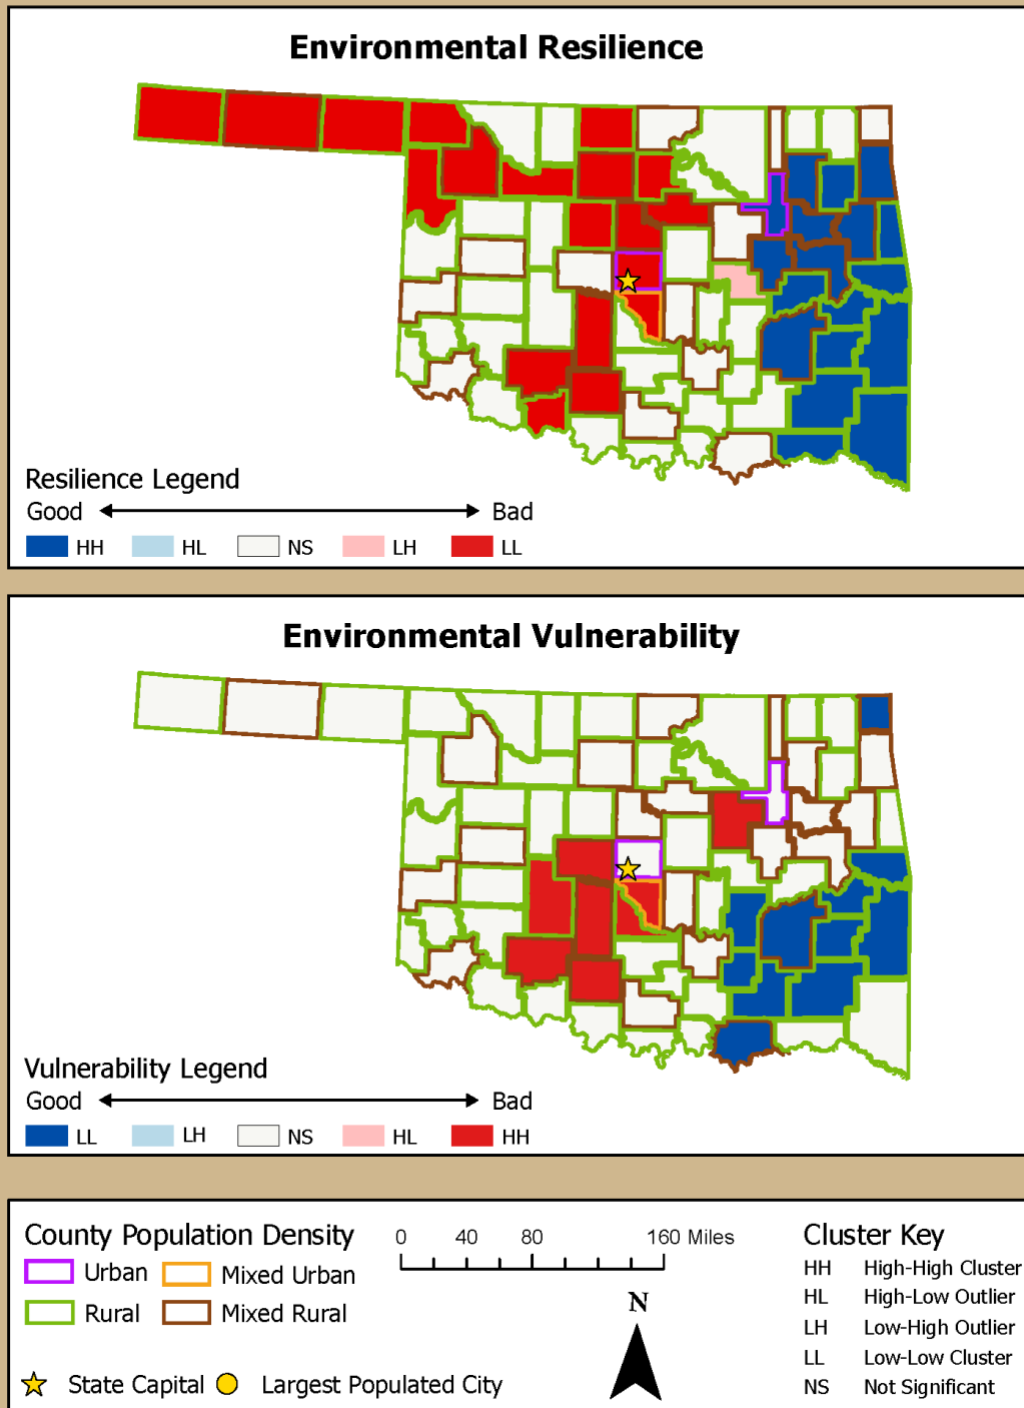 Environmental Resilience
Resilience Legend
Good Bad
HH HL NS LH LL
Environmental Vulnerability
Vulnerability Legend
Good Bad
LL LH NS HL HH
County Population Density
Urban Mixed Urban
Rural Mixed Rural
State Capital Largest Populated City
0 40 80 160 Miles
N
Cluster Key
HH High-High Cluster
HL High-Low Outlier
LH Low-High Outlier
LL Low-Low Cluster
NS Not Significant